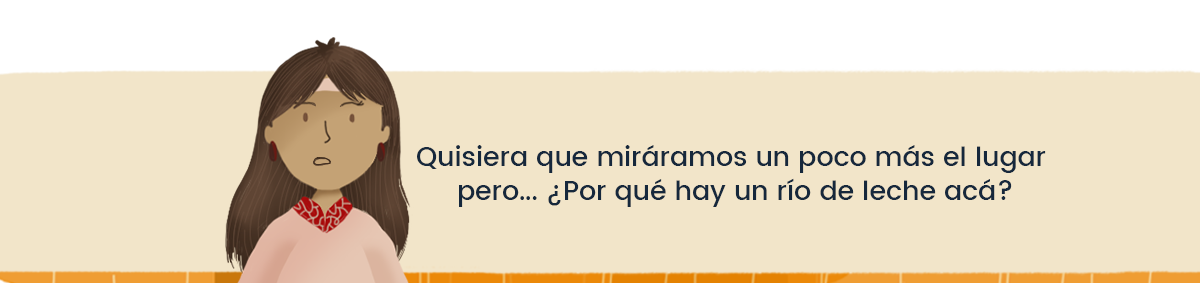 Quisiera que miráramos un poco más el lugar
pero... ¿Por qué hay un río de leche acá?